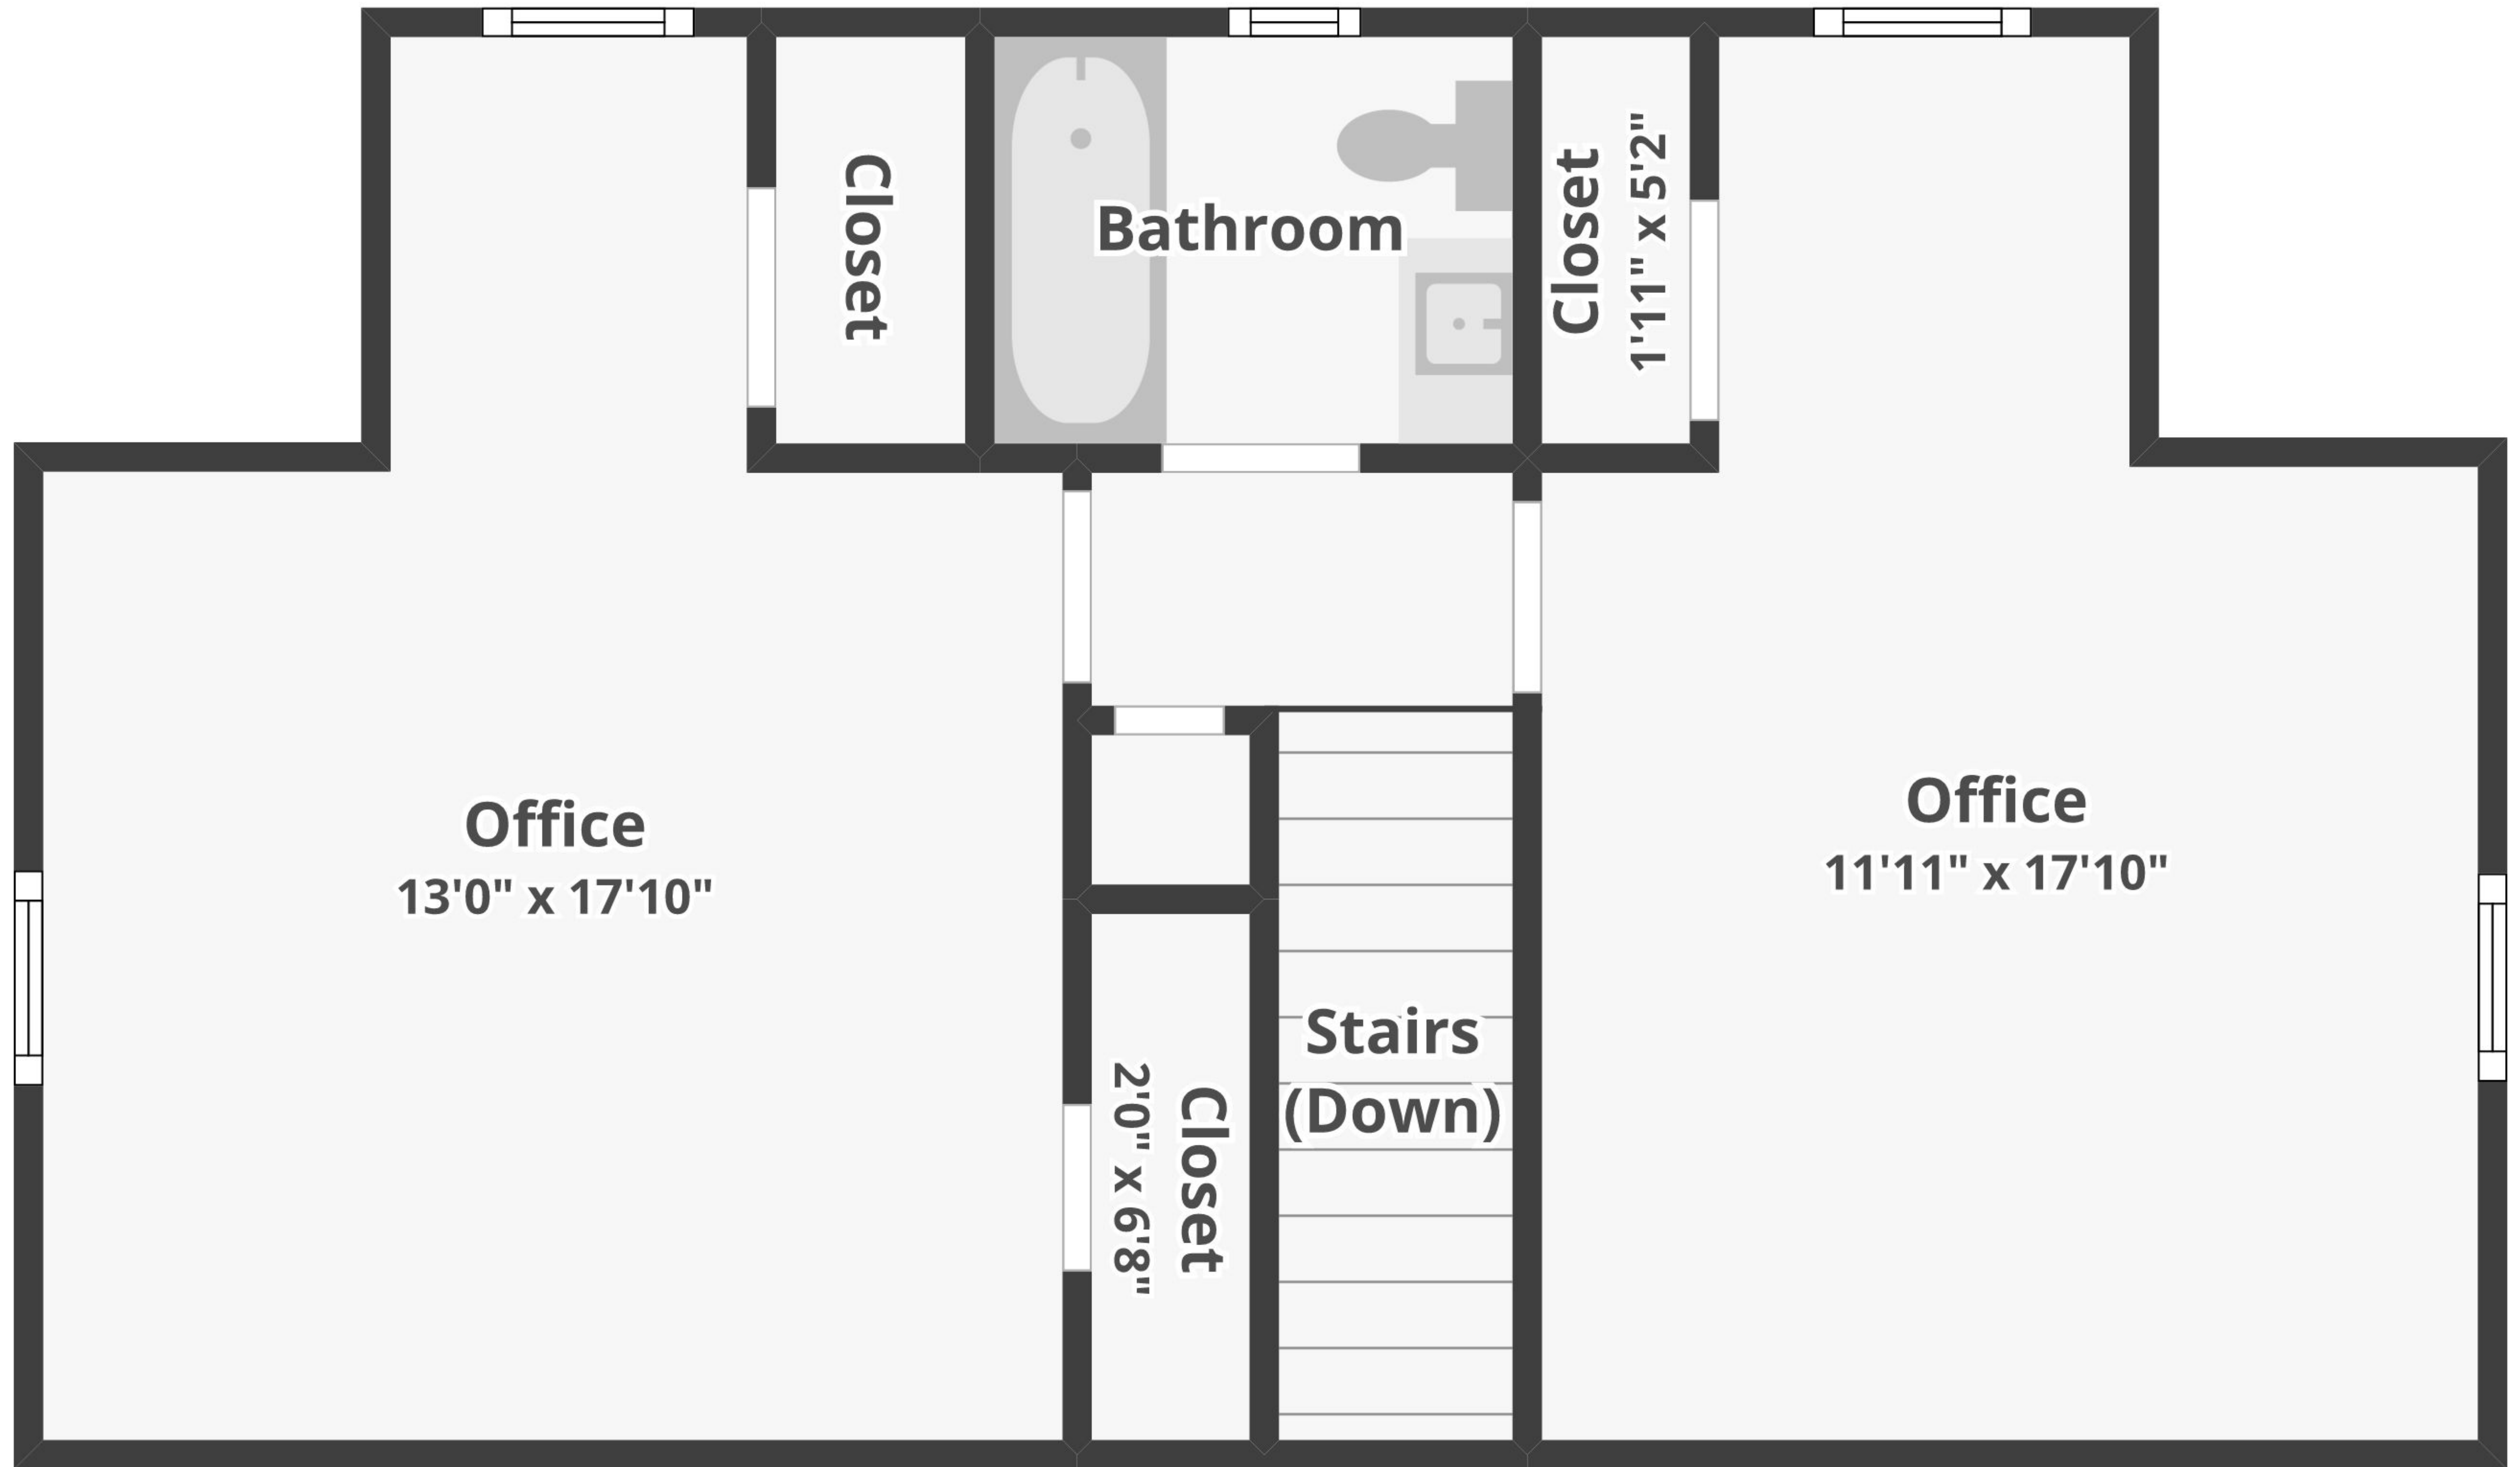 Closet
Bathroom
Closet
1'11" x 5'2"
Office
13'0" x 17'10"
Office
11'11" x 17'10"
Stairs
(Down)
Closet
2'0" x 6'8"